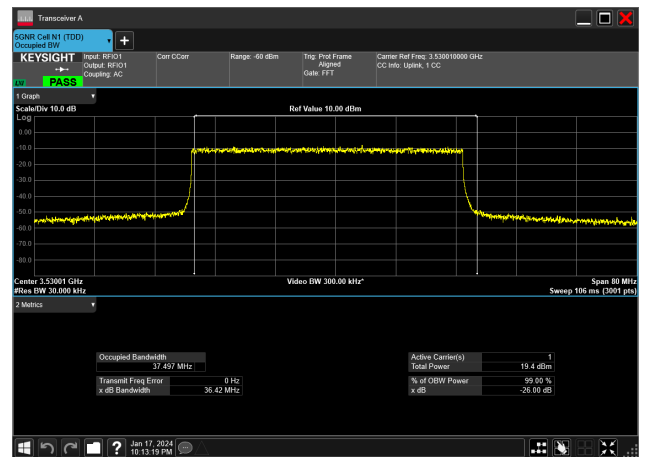 Transceiver A
5GNR Cell N1 (TDD)
Occupied BW
KEYSIGHT
Input: RFIO1
Output: RFIO1
Coupling: AC
Corr CCorr
Range: -60 dBm
Trig: Prot Frame
Aligned
Gate: FFT
Carrier Ref Freq: 3.530010000 GHz
CC Info: Uplink, 1 CC
PASS
1 Graph
Scale/Div 10.0 dB
Ref Value 10.00 dBm
Log
0.00
-10.0
-20.0
-30.0
-40.0
-50.0
-60.0
-70.0
-80.0
Center 3.53001 GHz
Video BW 300.00 kHz*
Span 80 MHz
#Res BW 30.000 kHz
Sweep 106 ms (3001 pts)
2 Metrics
Occupied Bandwidth
37.497 MHz
Active Carrier(s) 1
Total Power 19.4 dBm
Transmit Freq Error 0 Hz
x dB Bandwidth 36.42 MHz
% of OBW Power 99.00 %
x dB -26.00 dB
Jan 17, 2024
10:13:19 PM